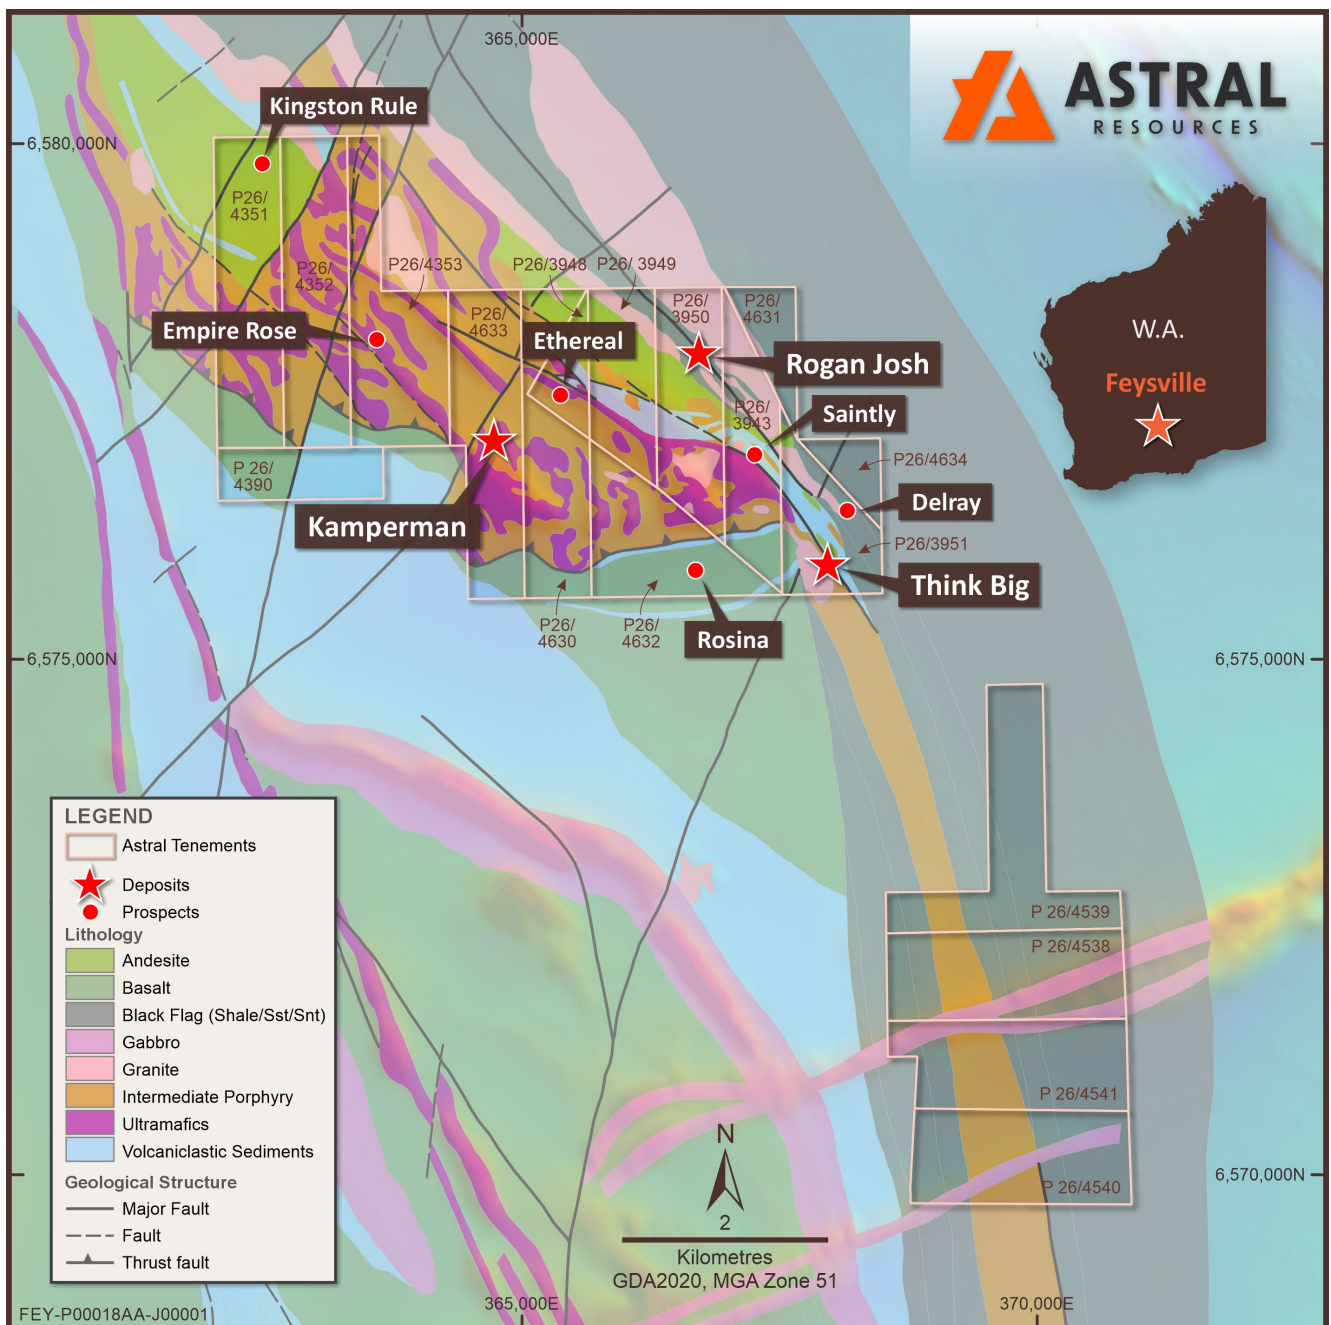 365,000E
ASTRAL
RESOURCES
Kingston Rule
6,580,000N
P26/
4351
P26/
4352
P26/4353
P26/3948
P26/ 3949
P26/
4633
P26/
3950
P26/
4631
W.A.
Feysville
Empire Rose
Ethereal
Rogan Josh
P26/
3943
Saintly
P 26/
4390
P26/4634
Delray
Kamperman
P26/3951
Think Big
P26/
4630
P26/
4632
Rosina
6,575,000N
6,575,000N
LEGEND
Astral Tenements
Deposits
Prospects
Lithology
Andesite
Basalt
Black Flag (Shale/Sst/Snt)
Gabbro
Granite
Intermediate Porphyry
Ultramafics
Volcaniclastic Sediments
Geological Structure
Major Fault
Fault
Thrust fault
P 26/4539
P 26/4538
P 26/4541
P 26/4540
6,570,000N
N
2
Kilometres
GDA2020, MGA Zone 51
365,000E
370,000E
FEY-P00018AA-J00001